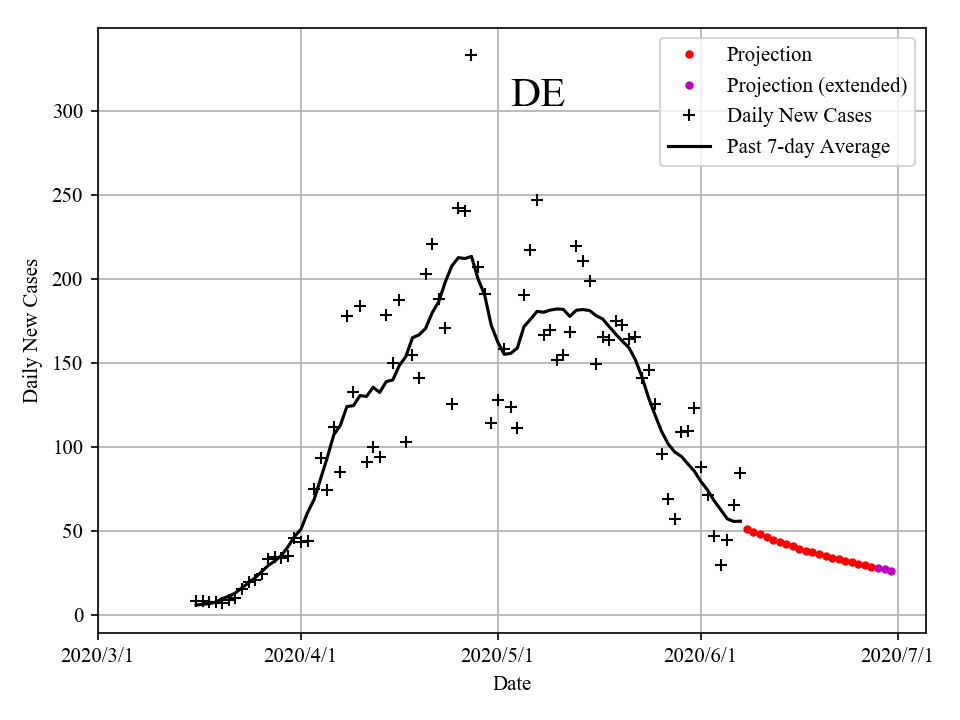 DE
Projection
Projection (extended)
Daily New Cases
Past 7-day Average
Daily New Cases
300
250
200
150
100
50
0
2020/3/1 2020/4/1 2020/5/1 2020/6/1 2020/7/1
Date